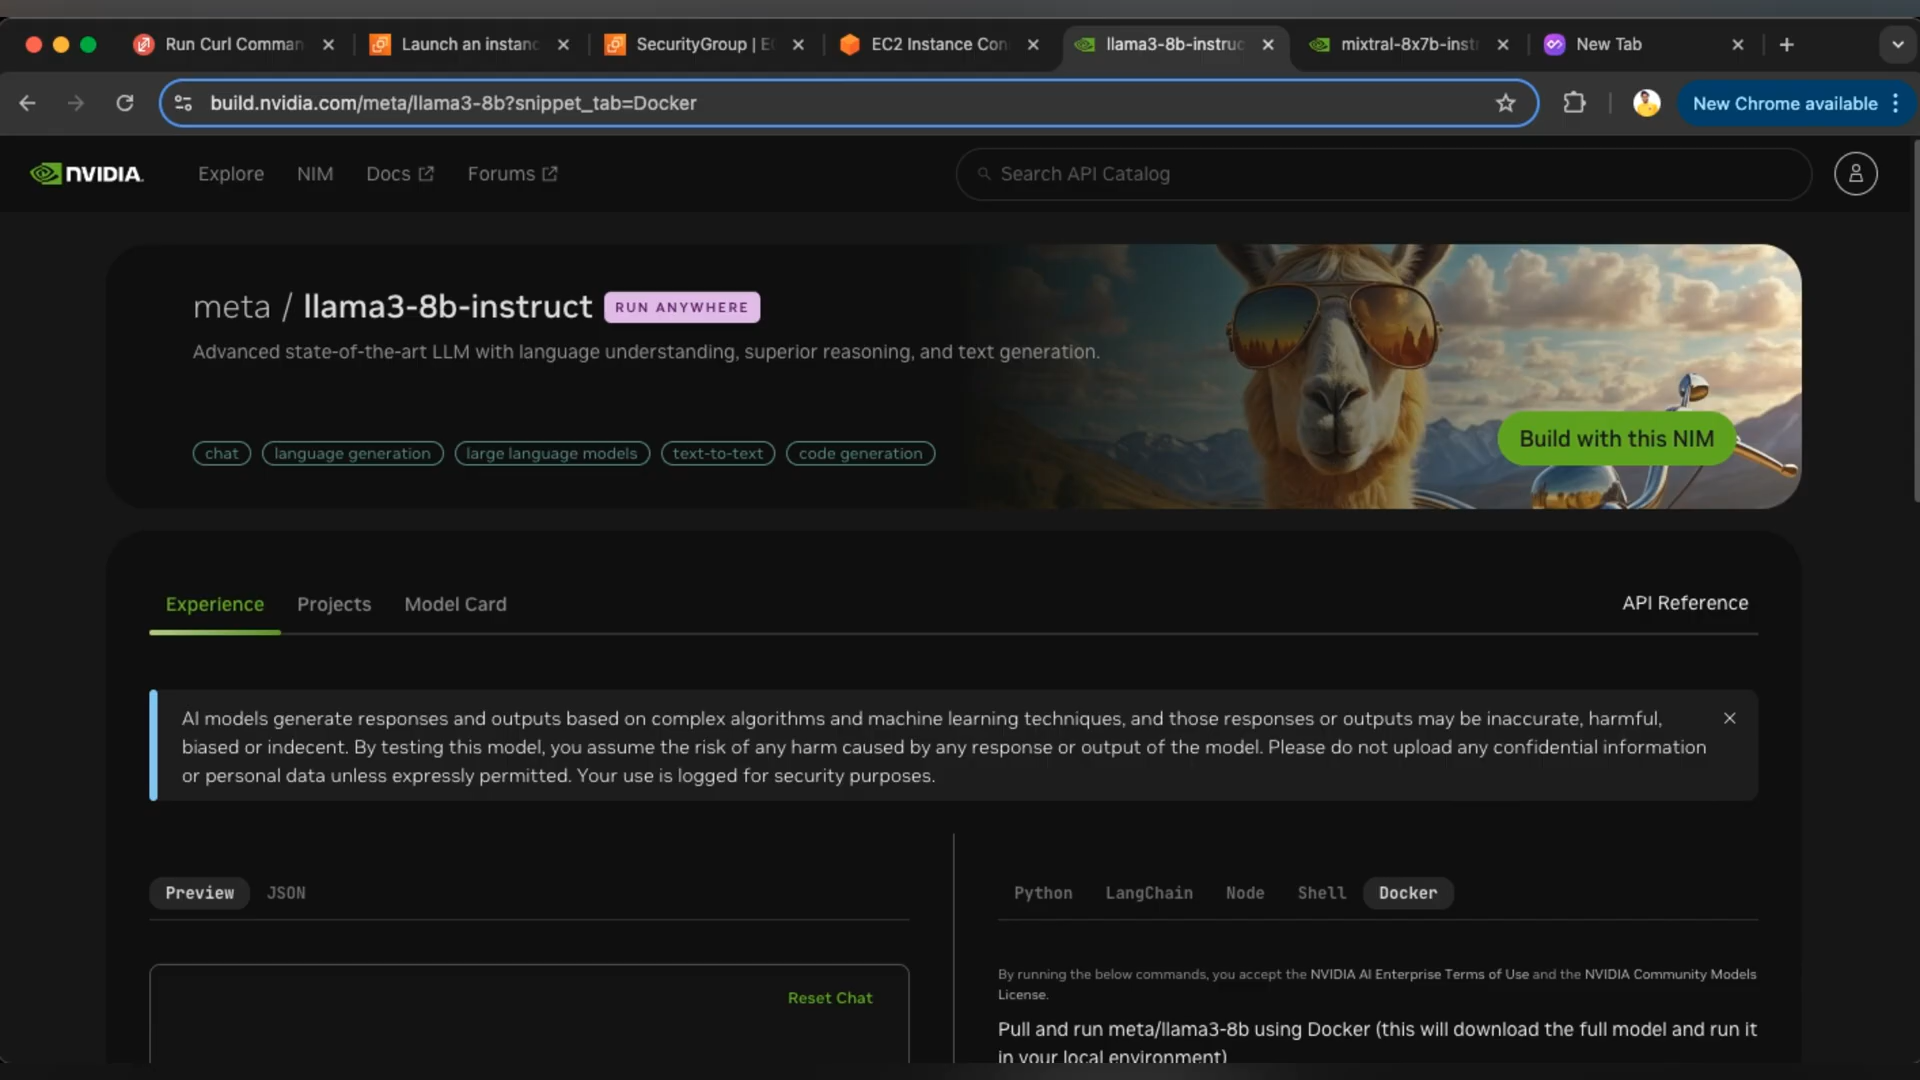 Run Curl Comman
Launch an instanc
SecurityGroup | E
EC2 Instance Con
llama3-8b-instruc
mixtral-8x7b-inst
New Tab
build.nvidia.com/meta/llama3-8b?snippet_tab=Docker
New Chrome available
NVIDIA.
Explore
NIM
Docs
Forums
Search API Catalog
meta / llama3-8b-instruct
RUN ANYWHERE
Advanced state-of-the-art LLM with language understanding, superior reasoning, and text generation.
Build with this NIM
chat
language generation
large language models
text-to-text
code generation
Experience
Projects
Model Card
API Reference
AI models generate responses and outputs based on complex algorithms and machine learning techniques, and those responses or outputs may be inaccurate, harmful,
biased or indecent. By testing this model, you assume the risk of any harm caused by any response or output of the model. Please do not upload any confidential information
or personal data unless expressly permitted. Your use is logged for security purposes.
Preview
JSON
Python
LangChain
Node
Shell
Docker
Reset Chat
By running the below commands, you accept the NVIDIA AI Enterprise Terms of Use and the NVIDIA Community Models
License.
Pull and run meta/llama3-8b using Docker (this will download the full model and run it
in your local environment)